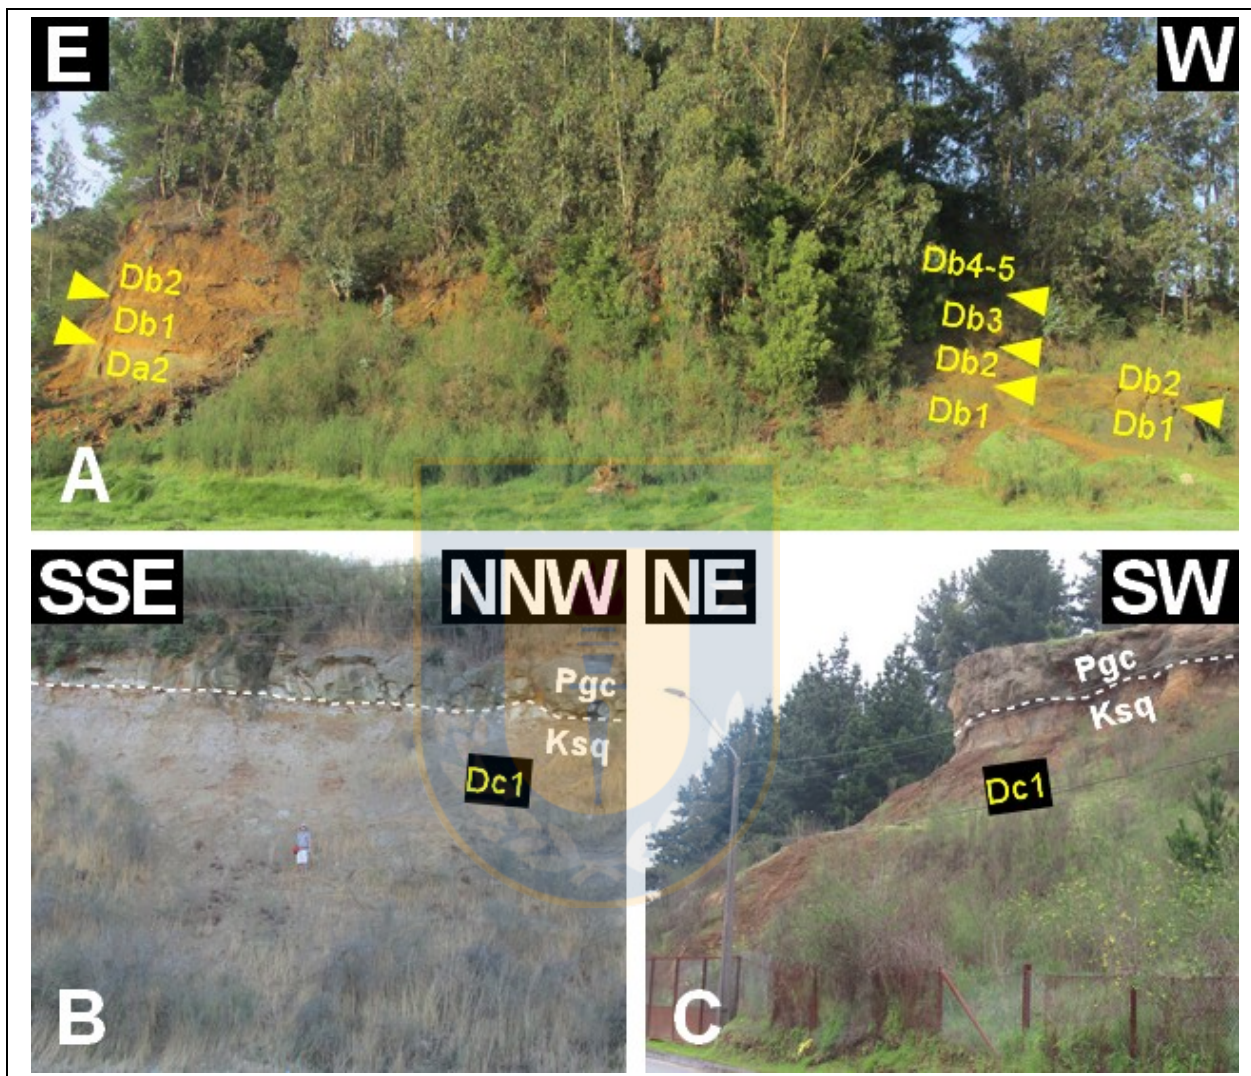 E
W
Db2
Db1
Da2
Db4-5
Db3
Db2
Db1
Db2
Db1
A
SSE
NNW
Pgc
Ksq
Dc1
B
NE
SW
Pgc
Ksq
Dc1
C